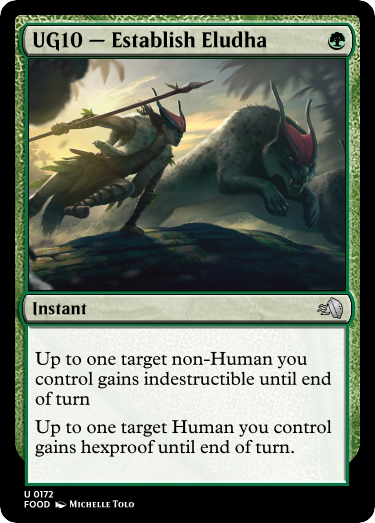 UG10 — Establish Eludha
Instant
Up to one target non-Human you
control gains indestructible until end
of turn
Up to one target Human you control
gains hexproof until end of turn.
U 0172
FOOD Michelle Tolo